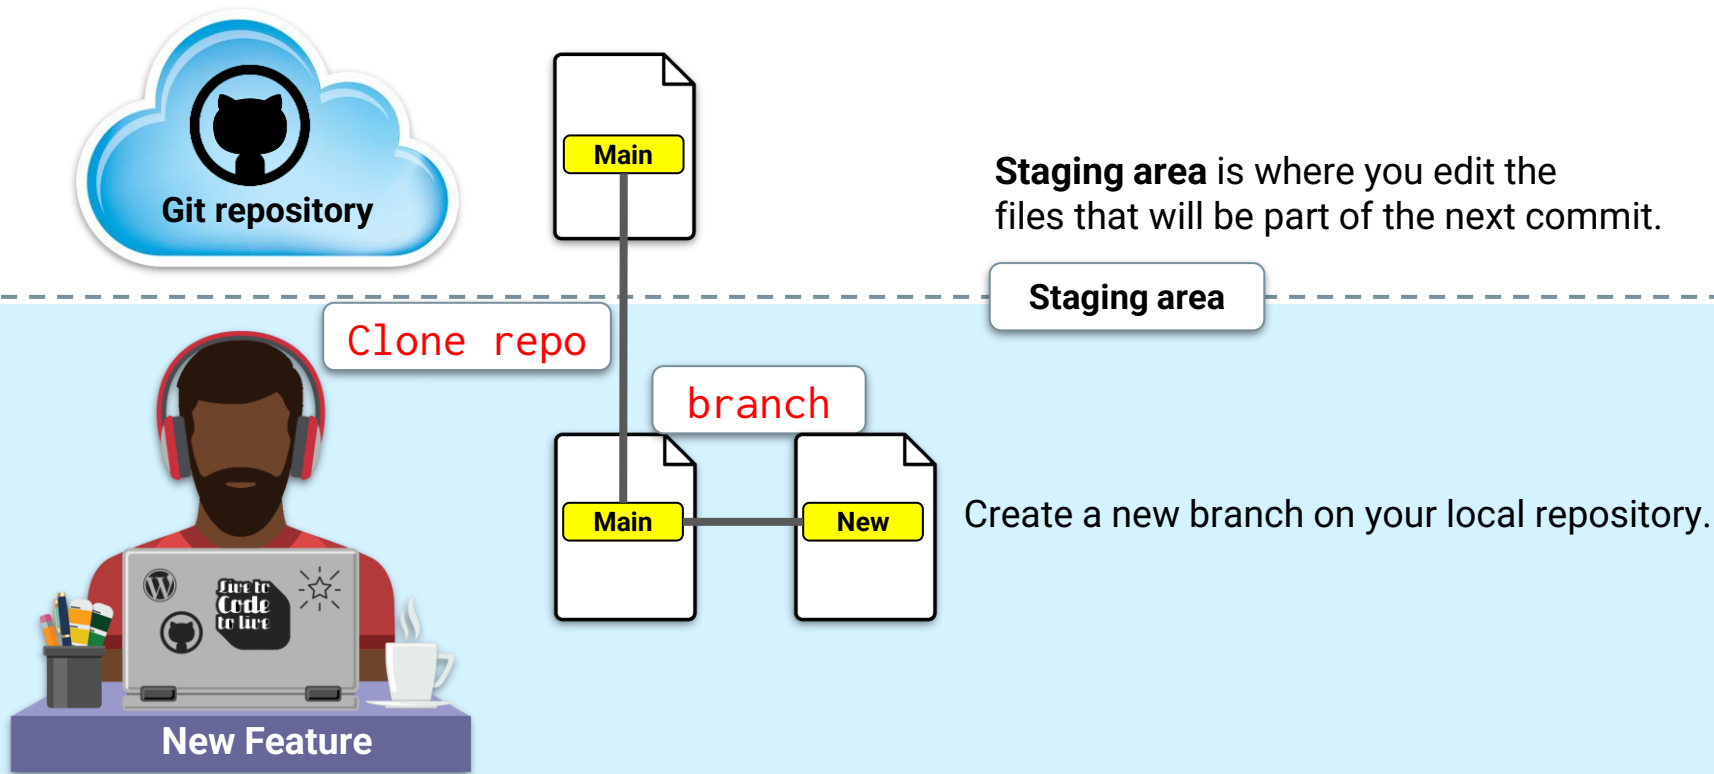 Git repository
Main
Staging area is where you edit the
files that will be part of the next commit.
Staging area
Clone repo
branch
Main
New
Create a new branch on your local repository.
Live to
Code
to live
New Feature